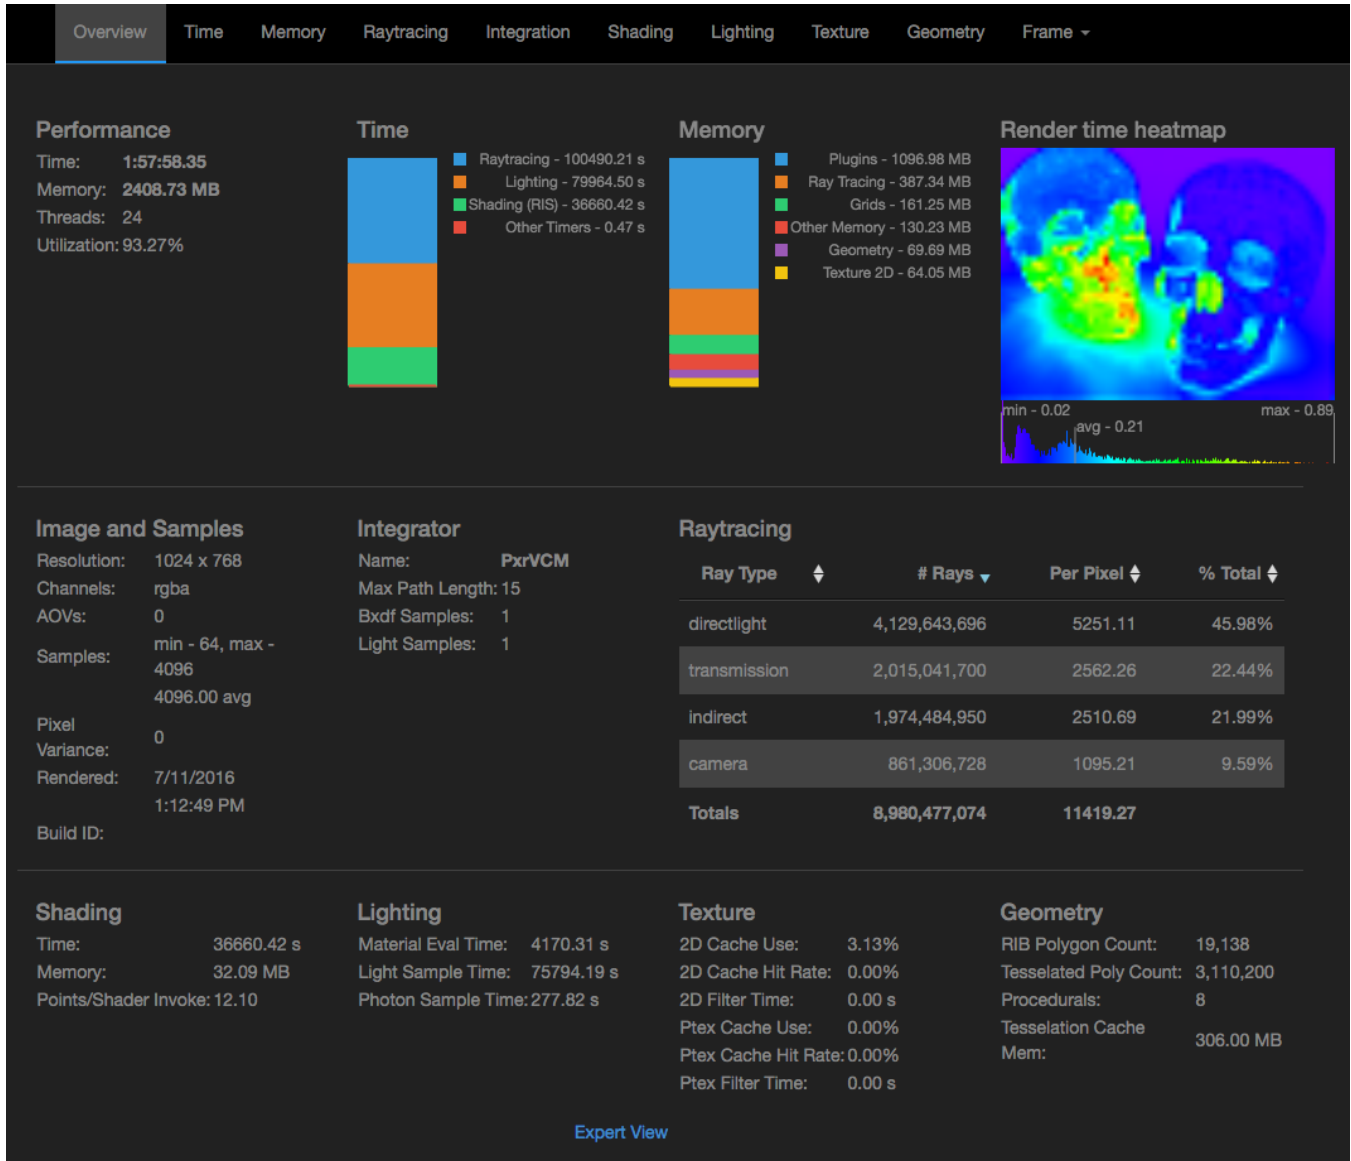 Overview Time Memory Raytracing Integration Shading Lighting Texture Geometry Frame
Performance
Time: 1:57:58.35
Memory: 2408.73 MB
Threads: 24
Utilization: 93.27%
Time
Raytracing - 100490.21 s
Lighting - 79964.50 s
Shading (RIS) - 36660.42 s
Other Timers - 0.47 s
Memory
Plugins - 1096.98 MB
Ray Tracing - 387.34 MB
Grids - 161.25 MB
Other Memory - 130.23 MB
Geometry - 69.69 MB
Texture 2D - 64.05 MB
Render time heatmap
min - 0.02 max - 0.89
avg - 0.21
Image and Samples
Resolution: 1024 x 768
Channels: rgba
AOVs: 0
Samples: min - 64, max -
4096
4096.00 avg
Pixel
Variance: 0
Rendered: 7/11/2016
1:12:49 PM
Build ID:
Integrator
Name: PxrVCM
Max Path Length: 15
Bxdf Samples: 1
Light Samples: 1
Raytracing
Ray Type # Rays Per Pixel % Total
directlight 4,129,643,696 5251.11 45.98%
transmission 2,015,041,700 2562.26 22.44%
indirect 1,974,484,950 2510.69 21.99%
camera 861,306,728 1095.21 9.59%
Totals 8,980,477,074 11419.27
Shading
Time: 36660.42 s
Memory: 32.09 MB
Points/Shader Invoke: 12.10
Lighting
Material Eval Time: 4170.31 s
Light Sample Time: 75794.19 s
Photon Sample Time: 277.82 s
Texture
2D Cache Use: 3.13%
2D Cache Hit Rate: 0.00%
2D Filter Time: 0.00 s
Ptex Cache Use: 0.00%
Ptex Cache Hit Rate: 0.00%
Ptex Filter Time: 0.00 s
Geometry
RIB Polygon Count: 19,138
Tesselated Poly Count: 3,110,200
Procedurals: 8
Tesselation Cache
Mem: 306.00 MB
Expert View